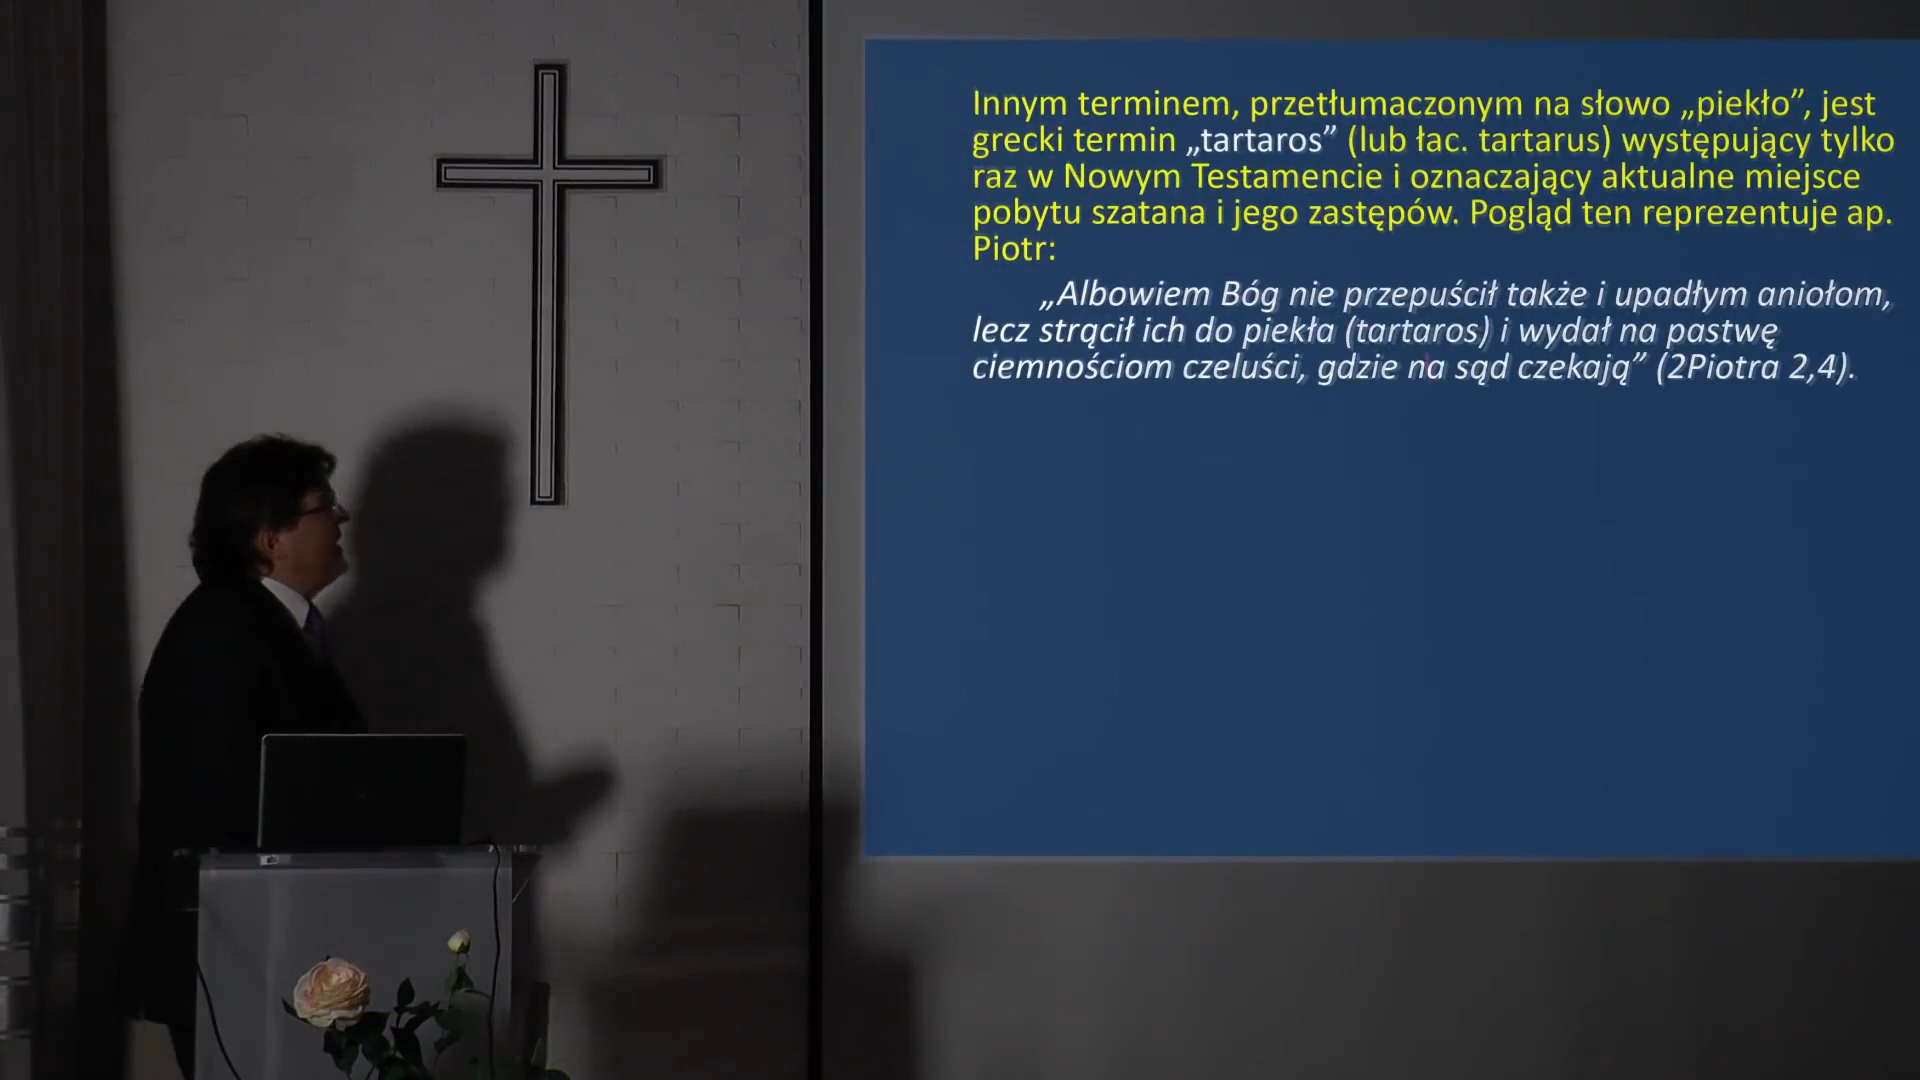 Innym terminem, przetłumaczonym na słowo „piekło”, jest
grecki termin „tartaros” (lub łac. tartarus) występujący tylko
raz w Nowym Testamencie i oznaczający aktualne miejsce
pobytu szatana i jego zastępów. Pogląd ten reprezentuje ap.
Piotr:
„Albowiem Bóg nie przepuścił także i upadłym aniołom,
lecz strącił ich do piekła (tartaros) i wydał na pastwę
ciemnościom czeluści, gdzie na sąd czekają” (2Piotra 2,4).